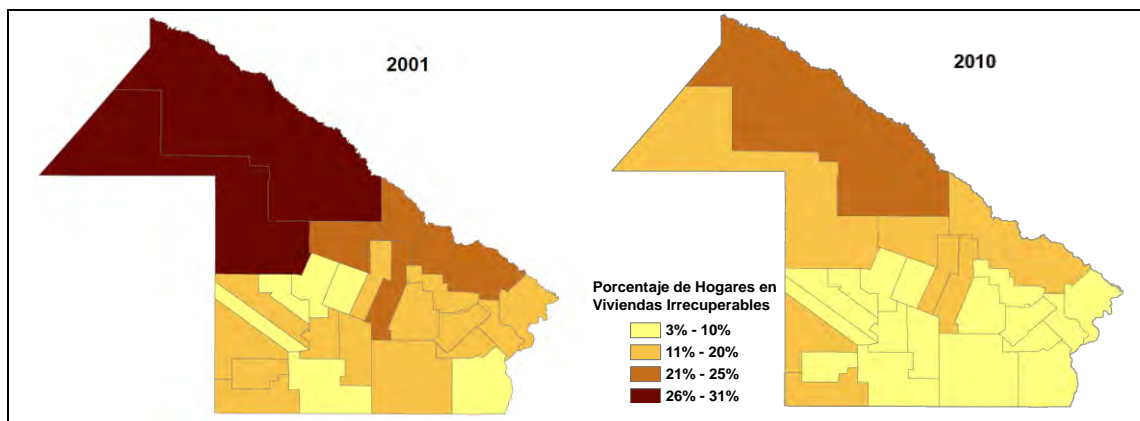 2001
2010
Porcentaje de Hogares en
Viviendas Irrecuperables
3% - 10%
11% - 20%
21% - 25%
26% - 31%